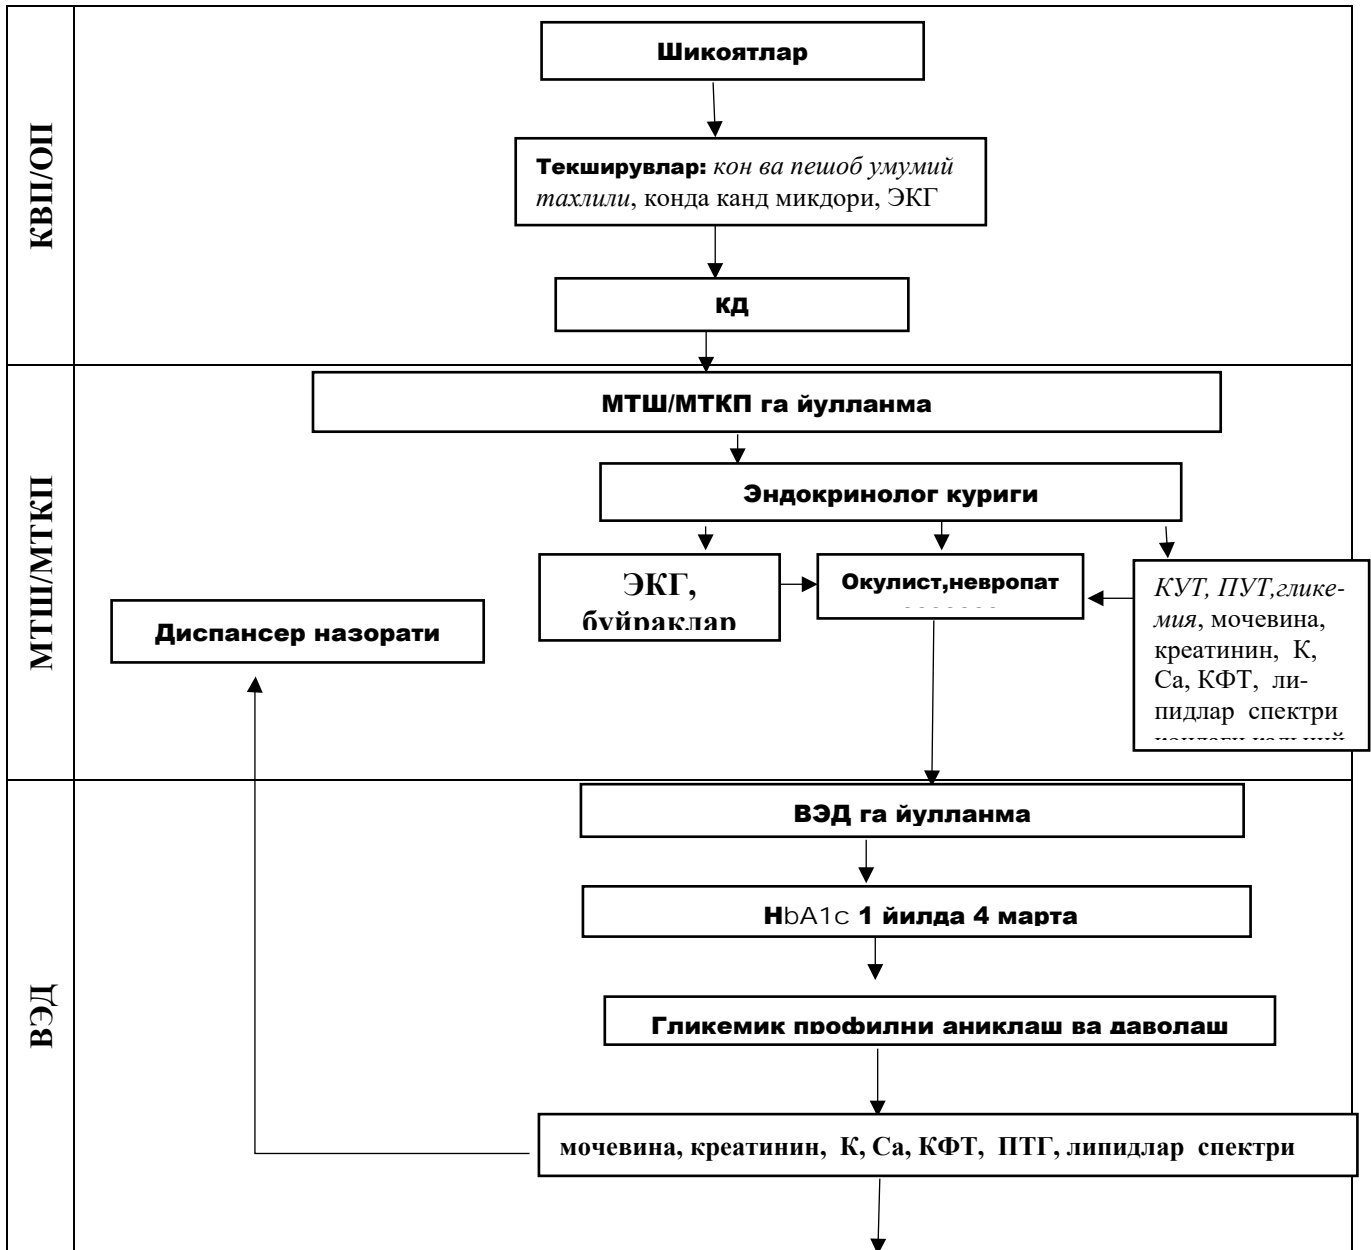 КВП/ОП
Шикоятлар
Текширувлар: кон ва пешоб умумий
тахлили, конда канд микдори, ЭКГ
КД
МТШ/МТКП
МТШ/МТКП га йулланма
Эндокринолог куриги
ЭКГ,
буйраклар
Окулист,невропат
КУТ, ПУТ,глике-
мия, мочевина,
креатинин, К,
Са, КФТ, ли-
пидлар спектри
Диспансер назорати
ВЭД
ВЭД га йулланма
HbA1c 1 йилда 4 марта
Гликемик профилни аниклаш ва даволаш
мочевина, креатинин, К, Са, КФТ, ПТГ, липидлар спектри